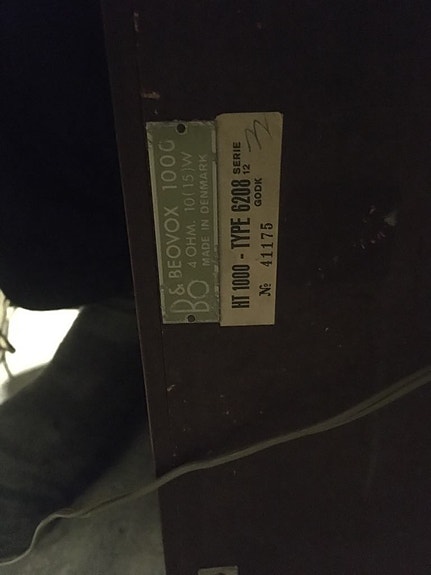 B&O
BEOVOX 1000
4 OHM. 10(15)W
MADE IN DENMARK
HT 1000 - TYPE 6208
SERIE
12
GODK
№ 41175